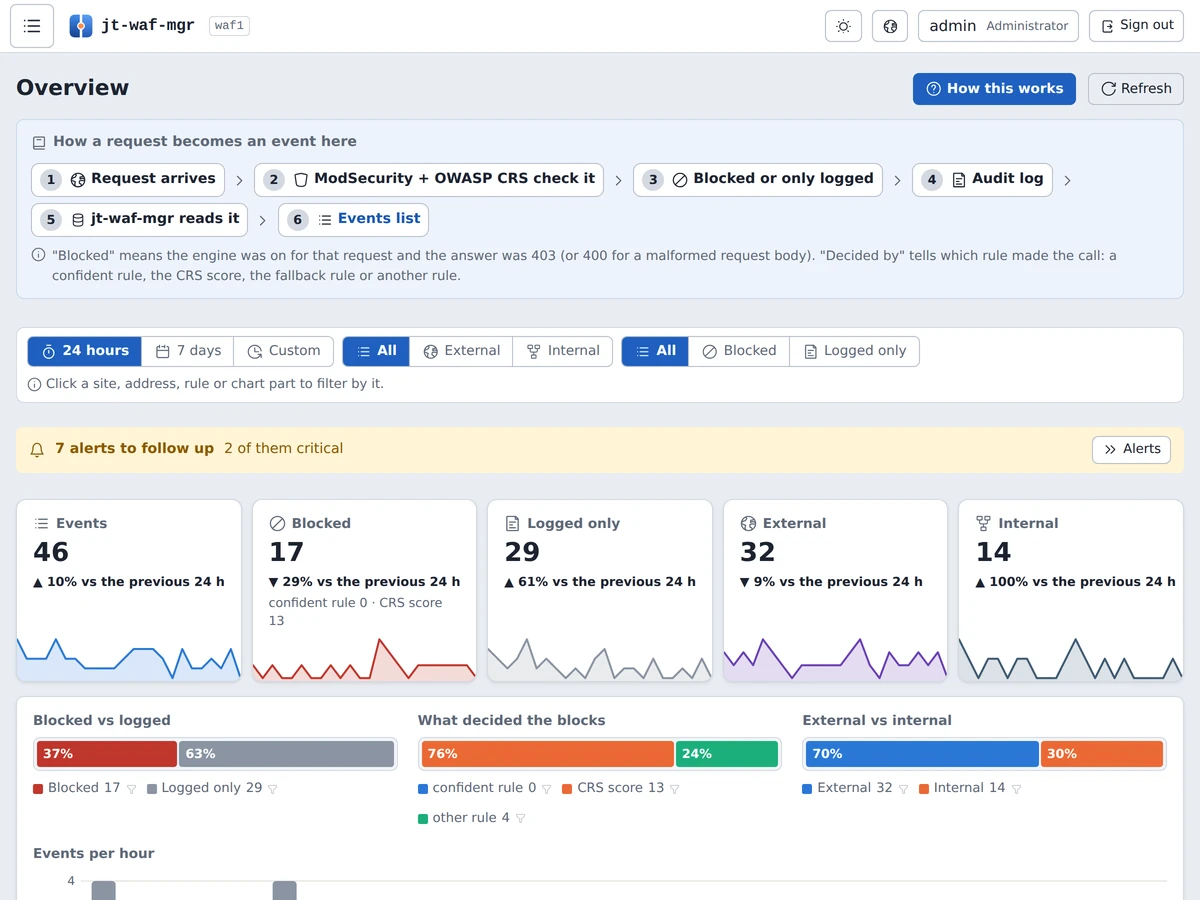 jt-waf-mgr waf1 admin Administrator Sign out
Overview How this works Refresh
How a request becomes an event here
1 Request arrives 2 ModSecurity + OWASP CRS check it 3 Blocked or only logged 4 Audit log
5 jt-waf-mgr reads it 6 Events list
"Blocked" means the engine was on for that request and the answer was 403 (or 400 for a malformed request body). "Decided by" tells which rule made the call: a
confident rule, the CRS score, the fallback rule or another rule.
24 hours 7 days Custom All External Internal All Blocked Logged only
Click a site, address, rule or chart part to filter by it.
7 alerts to follow up 2 of them critical Alerts
Events
46
▲ 10% vs the previous 24 h
Blocked
17
▼ 29% vs the previous 24 h
confident rule 0 · CRS score
13
Logged only
29
▲ 61% vs the previous 24 h
External
32
▼ 9% vs the previous 24 h
Internal
14
▲ 100% vs the previous 24 h
Blocked vs logged
37% 63%
Blocked 17 Logged only 29
What decided the blocks
76% 24%
confident rule 0 CRS score 13
other rule 4
External vs internal
70% 30%
External 32 Internal 14
Events per hour
4